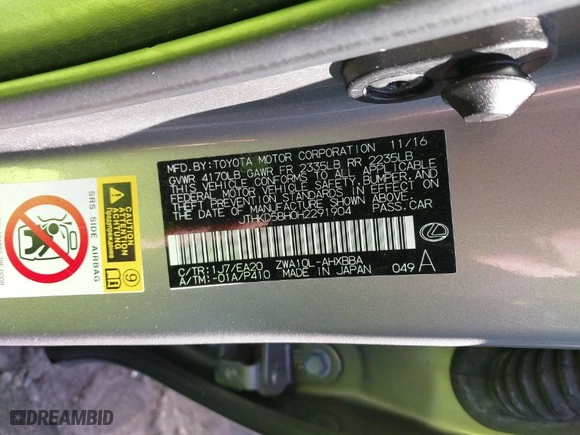 MFD. BY: TOYOTA MOTOR CORPORATION 11/16
GVWR 4170LB GAWR FR 2335LB RR 2235LB
THIS VEHICLE CONFORMS TO ALL APPLICABLE
FEDERAL MOTOR VEHICLE SAFETY, BUMPER, AND
THEFT PREVENTION STANDARDS IN EFFECT ON
THE DATE OF MANUFACTURE SHOWN ABOVE.
JTHKD5BH0H2291904 PASS.CAR
C/TR: 1J7/EA20 ZWA10L-AHXBBA
A/TM: -01A/P410 MADE IN JAPAN 049 A
SRS SIDE AIRBAG
ACHTUNG
9
DREAMBID